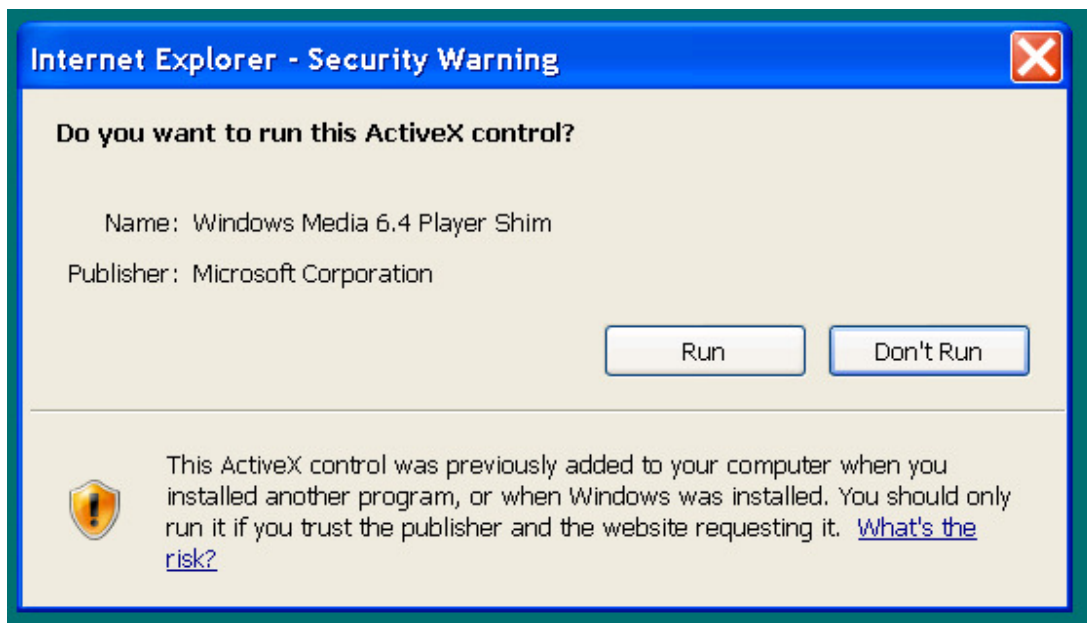 Internet Explorer - Security Warning
Do you want to run this ActiveX control?
Name: Windows Media 6.4 Player Shim
Publisher: Microsoft Corporation
Run Don't Run
This ActiveX control was previously added to your computer when you
installed another program, or when Windows was installed. You should only
run it if you trust the publisher and the website requesting it. What's the
risk?